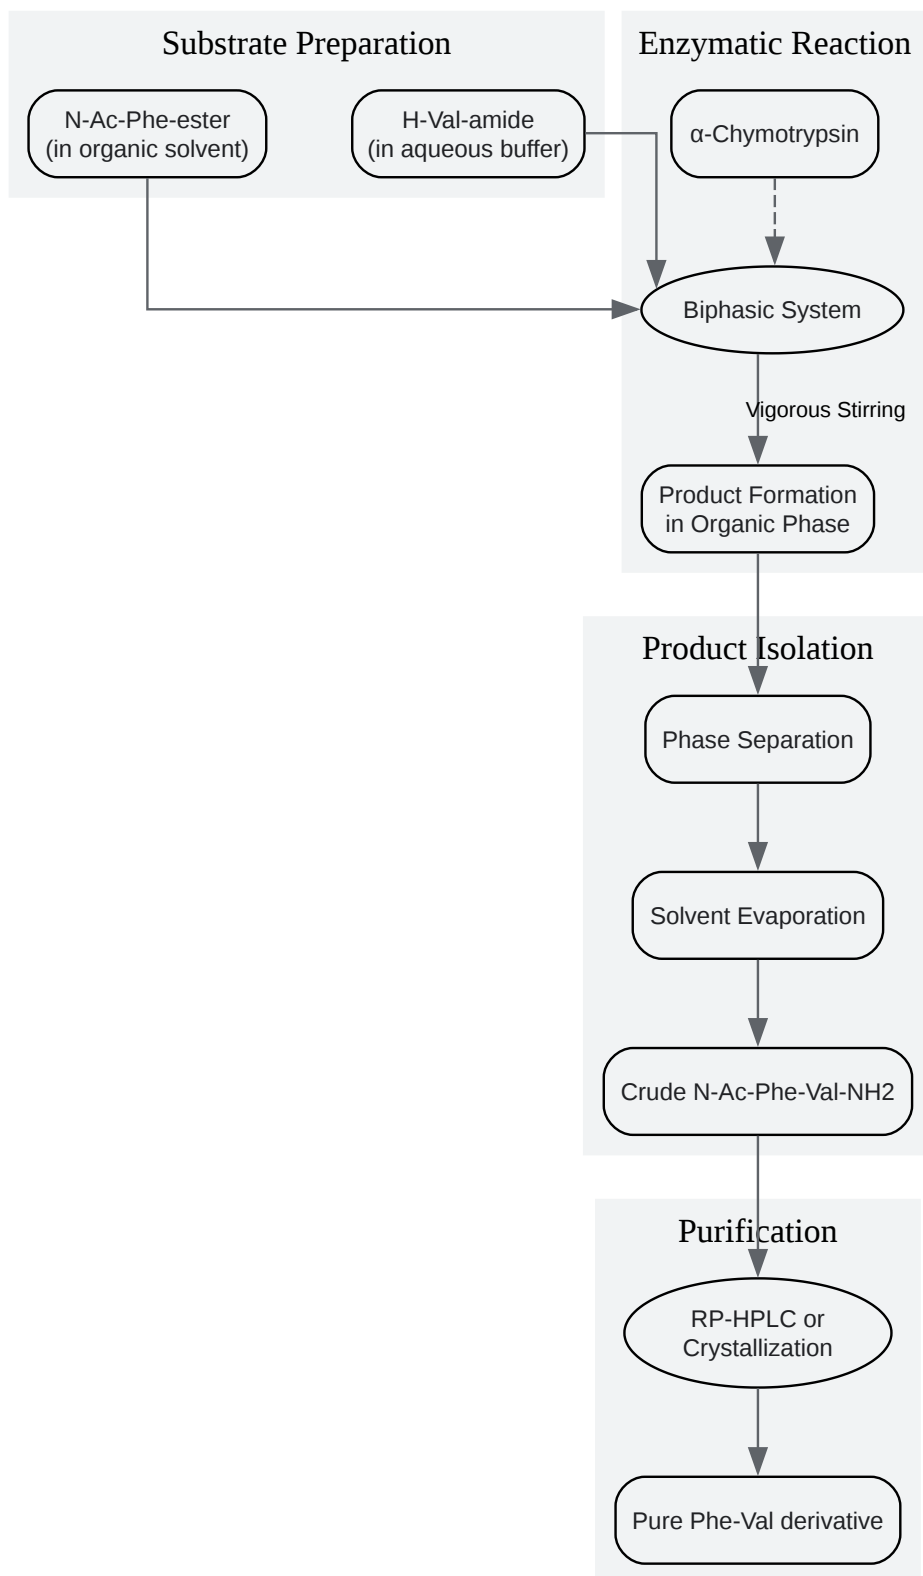 Substrate Preparation
Enzymatic Reaction
N-Ac-Phe-ester
(in organic solvent)
H-Val-amide
(in aqueous buffer)
α-Chymotrypsin
Biphasic System
Vigorous Stirring
Product Formation
in Organic Phase
Product Isolation
Phase Separation
Solvent Evaporation
Crude N-Ac-Phe-Val-NH2
Purification
RP-HPLC or
Crystallization
Pure Phe-Val derivative